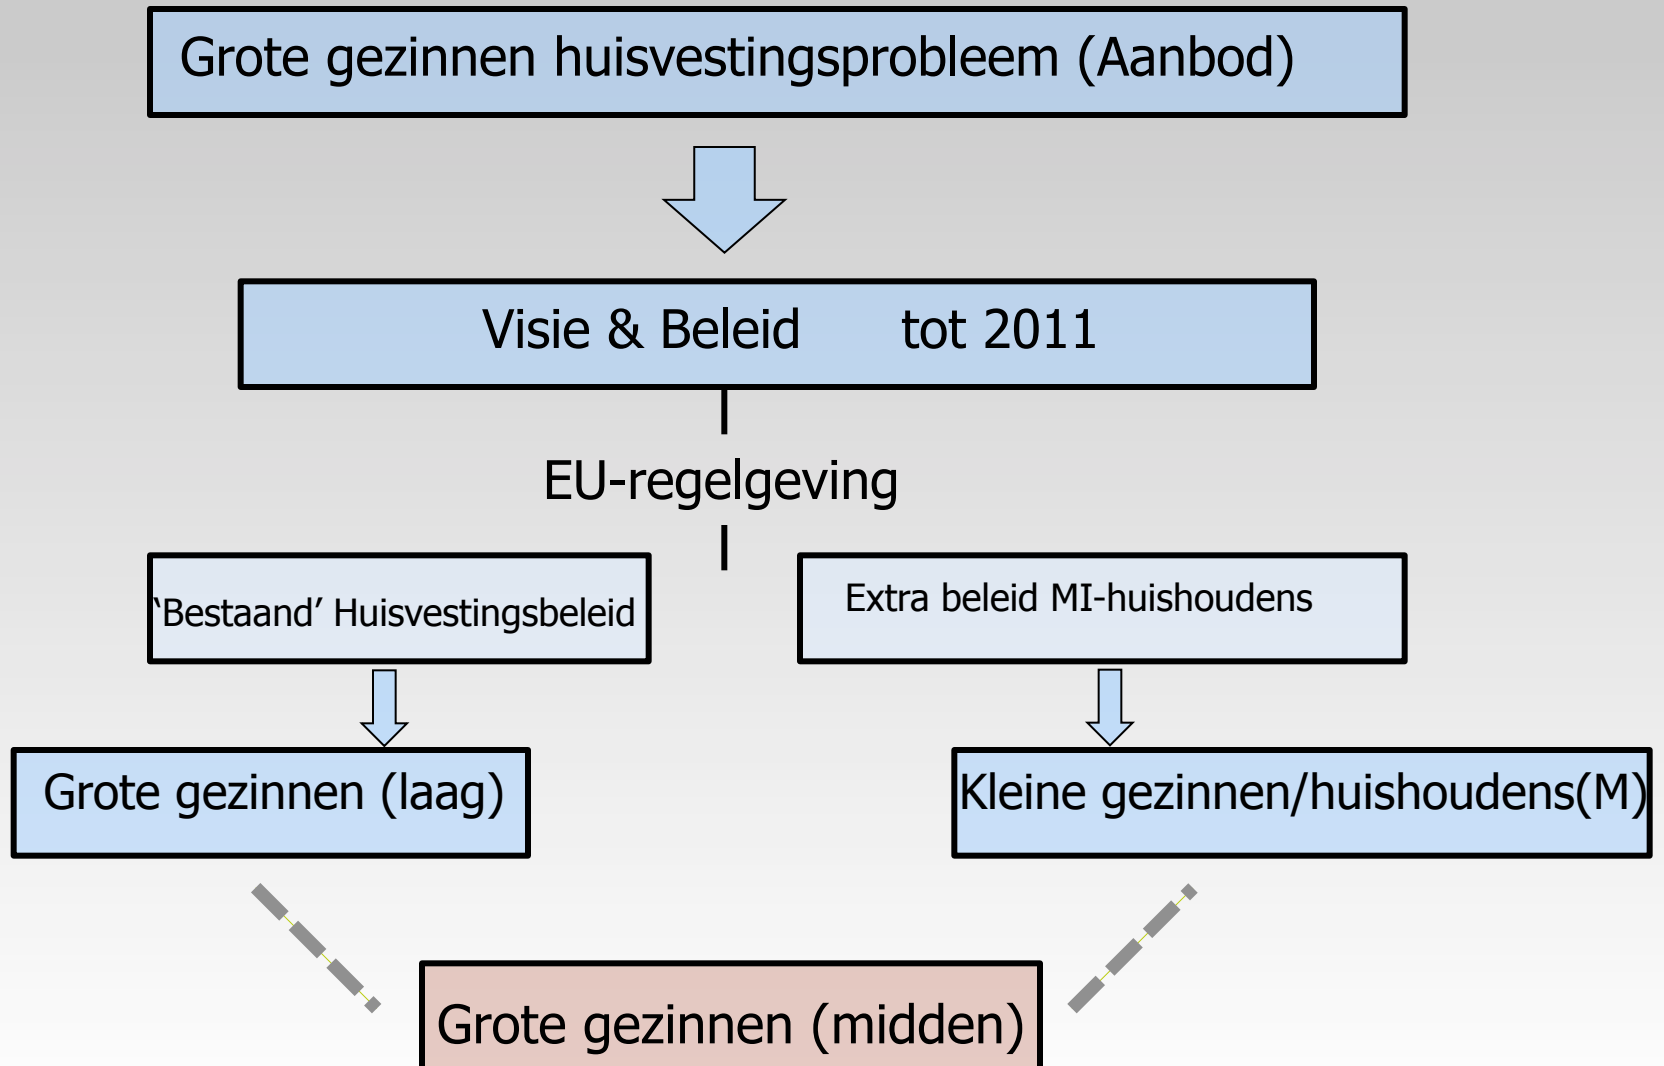 Grote gezinnen huisvestingsprobleem (Aanbod)
Visie & Beleid tot 2011
EU-regelgeving
‘Bestaand’ Huisvestingsbeleid
Extra beleid MI-huishoudens
Grote gezinnen (laag)
Kleine gezinnen/huishoudens(M)
Grote gezinnen (midden)